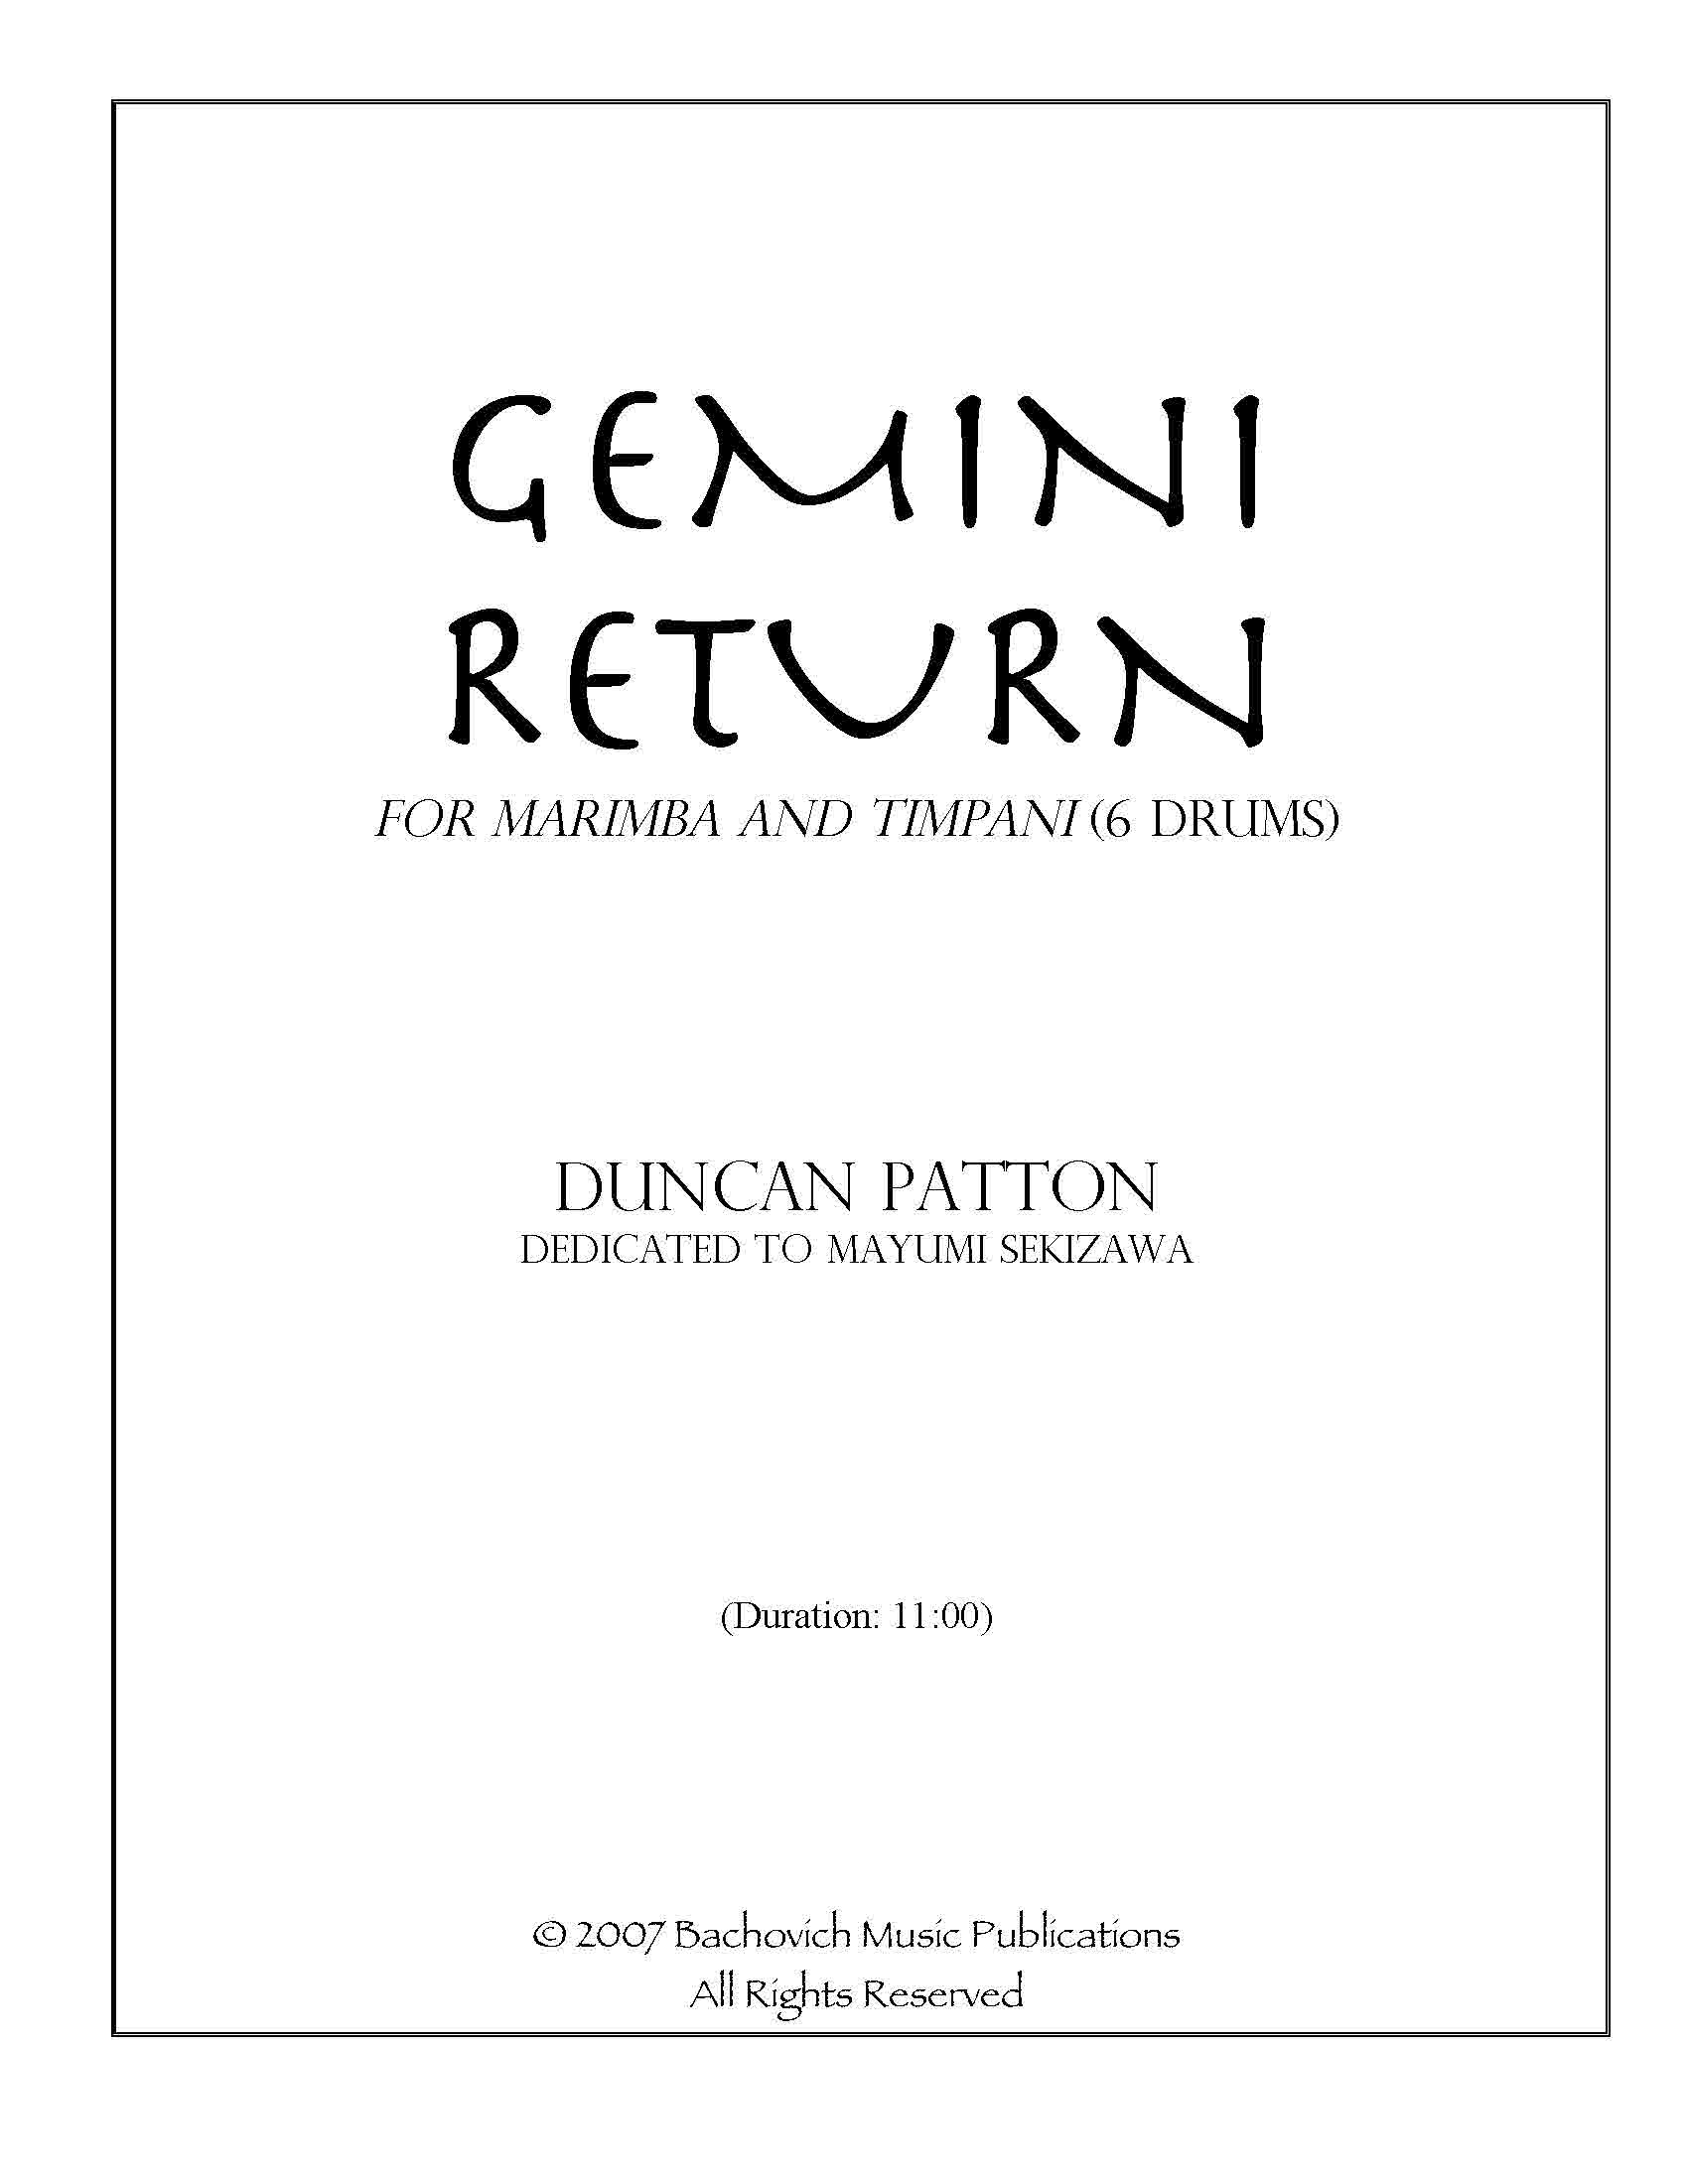 GEMINI
RETURN
FOR MARIMBA AND TIMPANI (6 DRUMS)
DUNCAN PATTON
DEDICATED TO MAYUMI SEKIZAWA
(Duration: 11:00)
© 2007 Bachovich Music Publications
All Rights Reserved